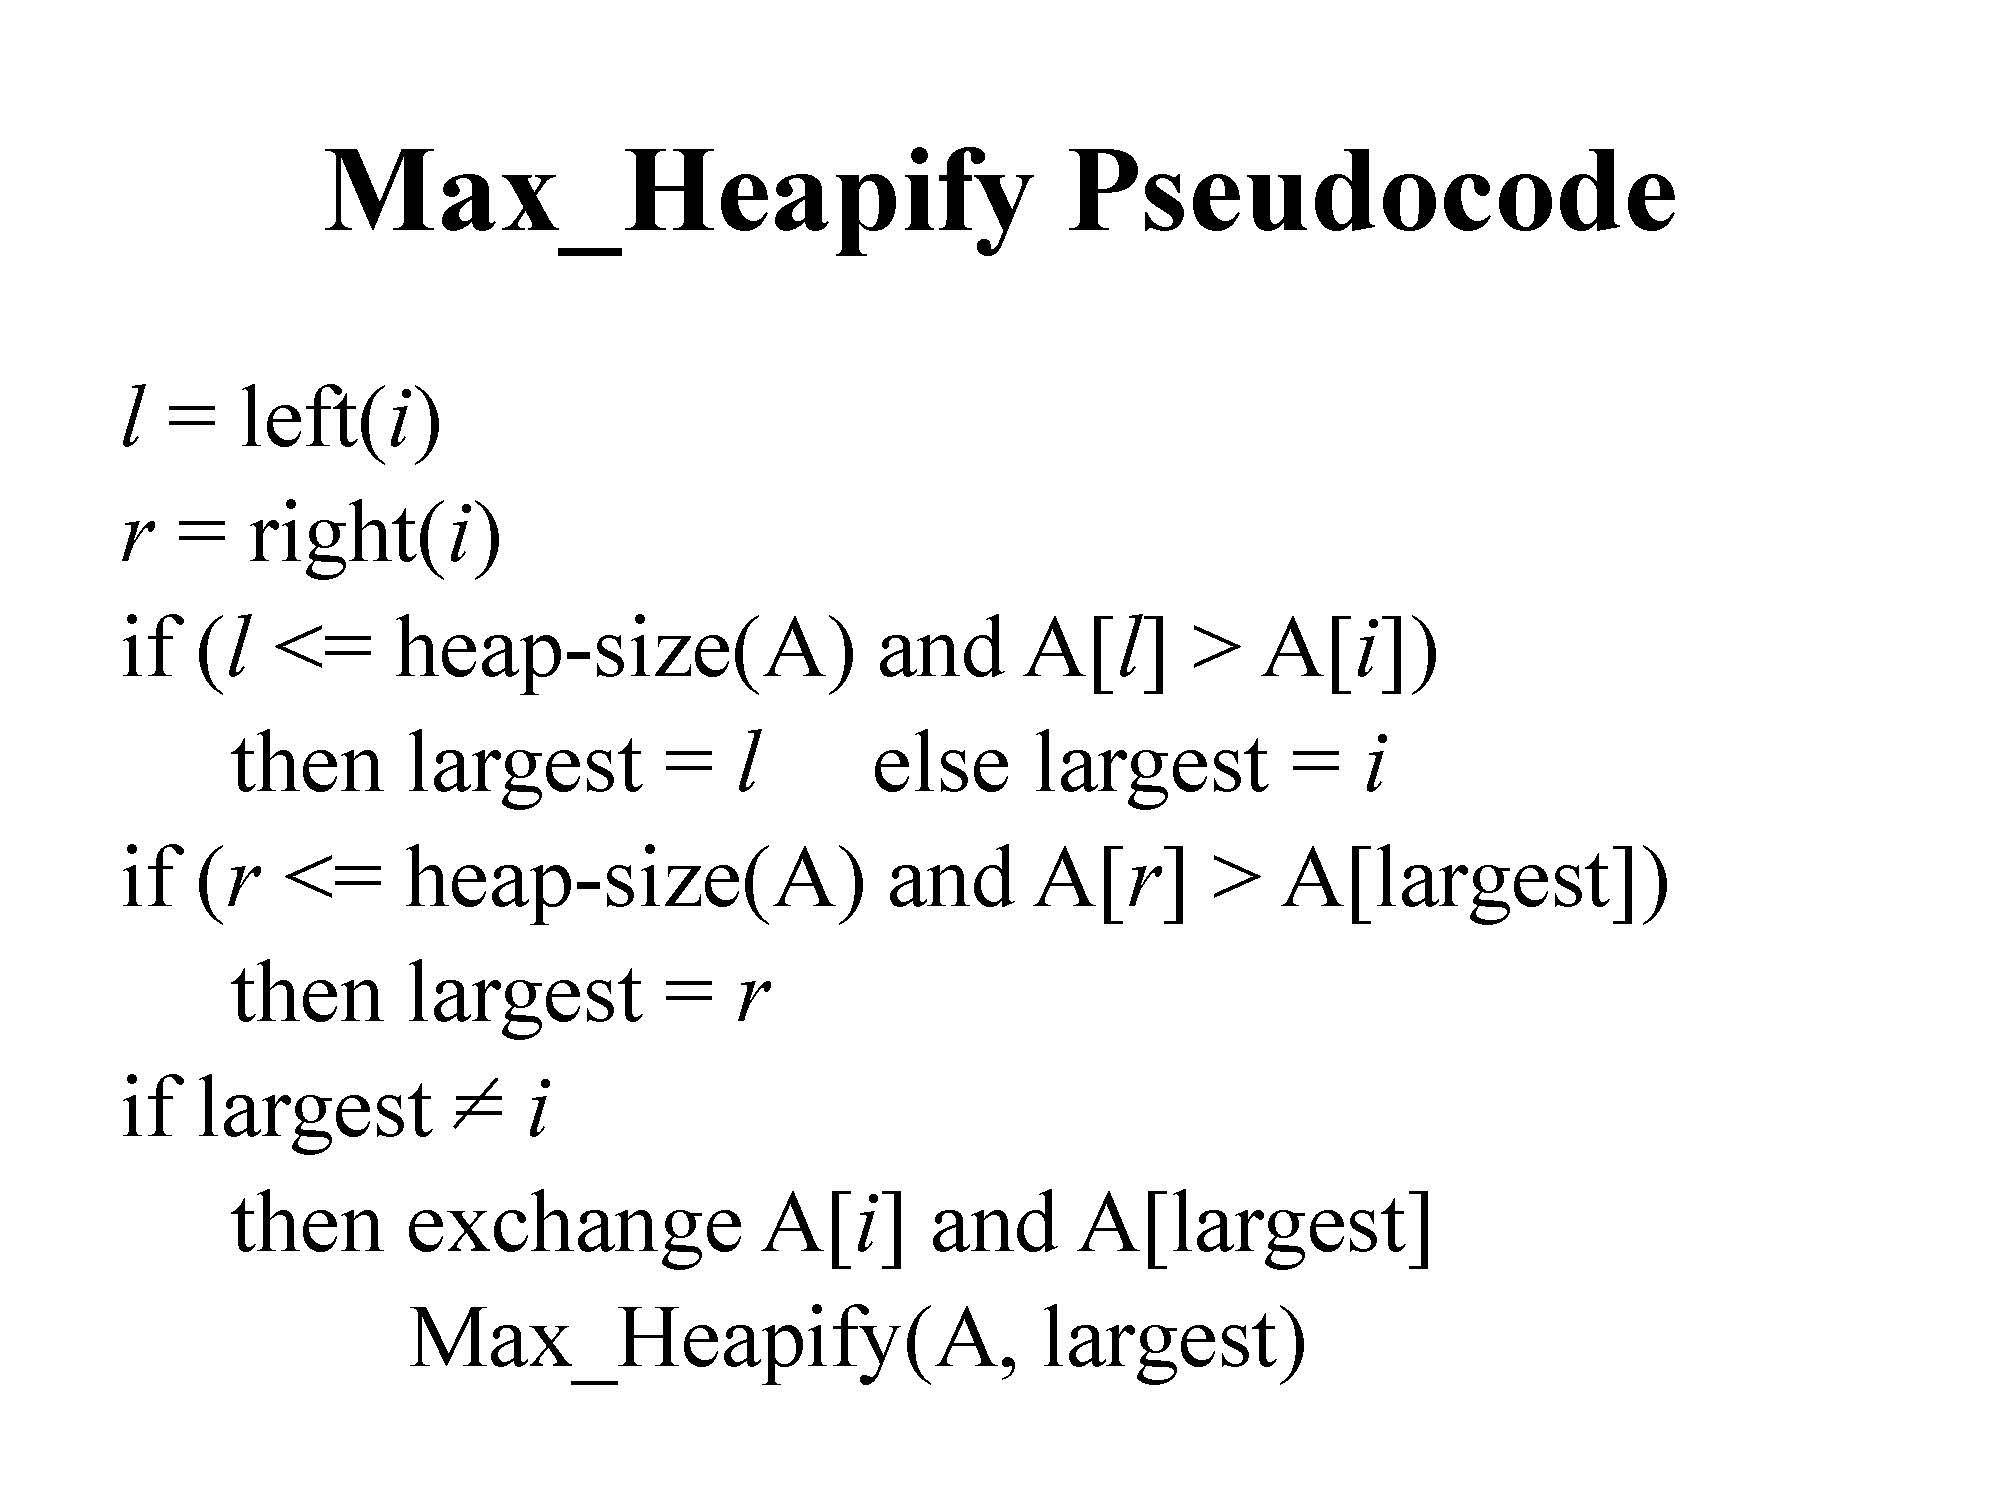 Max_Heapify Pseudocode
l = left(i)
r = right(i)
if (l <= heap-size(A) and A[l] > A[i])
then largest = l else largest = i
if (r <= heap-size(A) and A[r] > A[largest])
then largest = r
if largest ≠ i
then exchange A[i] and A[largest]
Max_Heapify(A, largest)